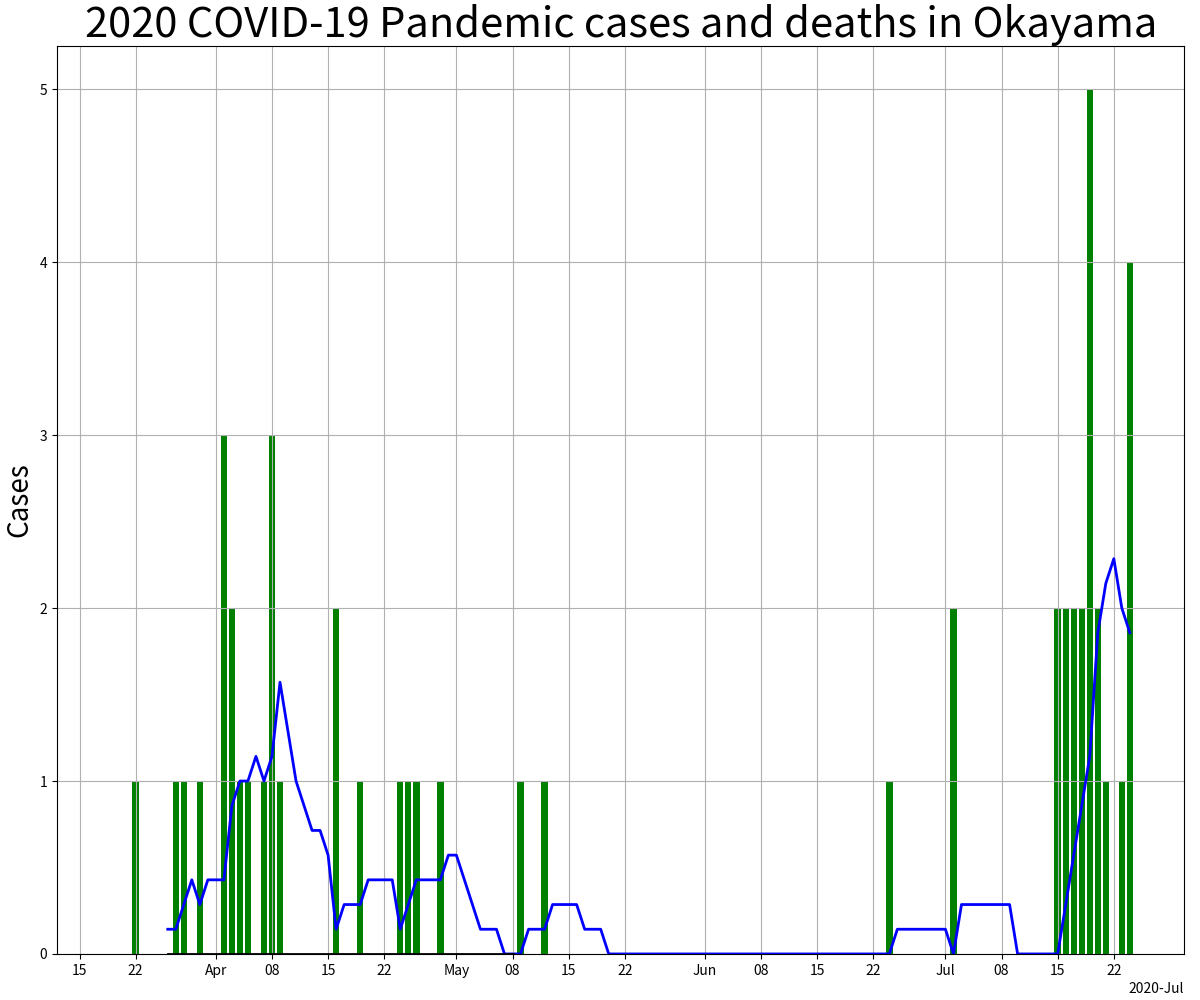 2020 COVID-19 Pandemic cases and deaths in Okayama
Cases
5
4
3
2
1
0
15 22 Apr 08 15 22 May 08 15 22 Jun 08 15 22 Jul 08 15 22
2020-Jul